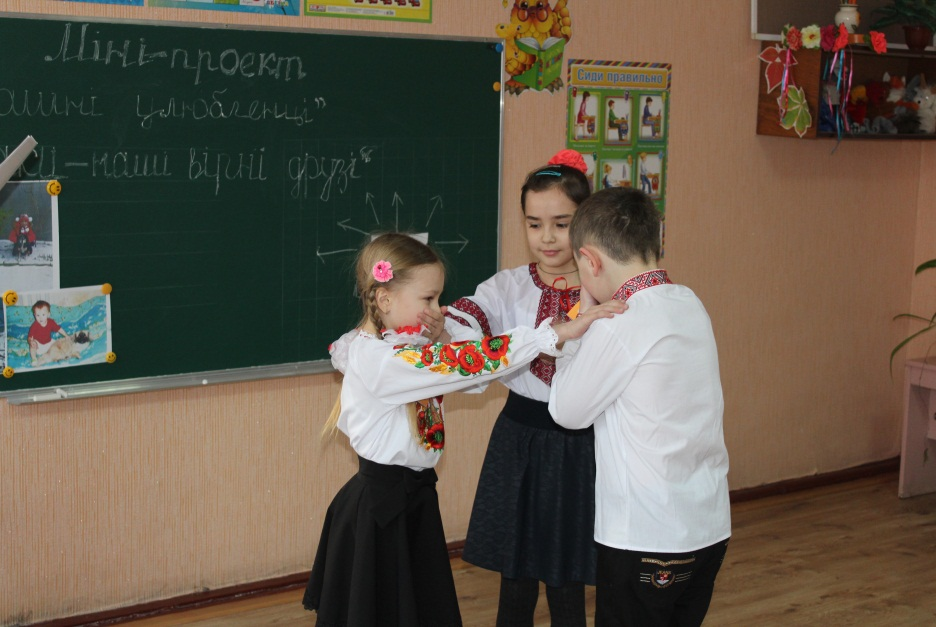 Міні-проект
улюбленці"
–наші вірні друзі"
Сиди правильно